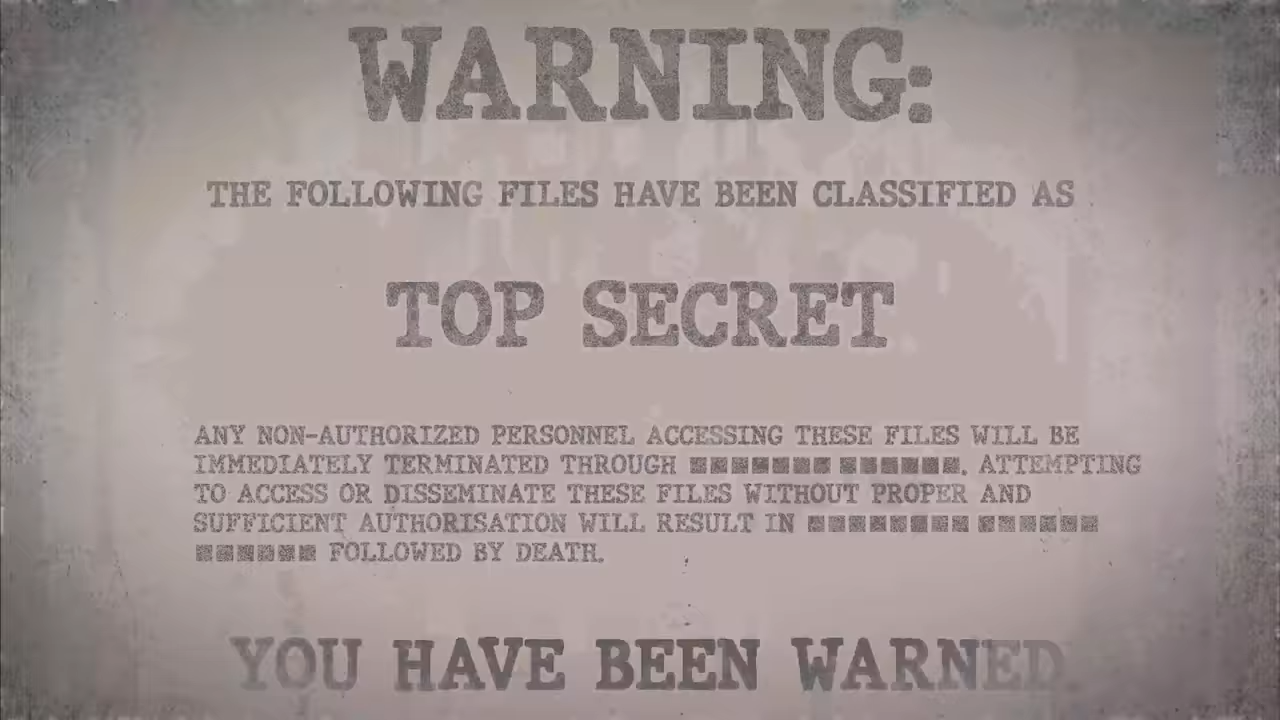 WARNING:
THE FOLLOWING FILES HAVE BEEN CLASSIFIED AS
TOP SECRET
ANY NON-AUTHORIZED PERSONNEL ACCESSING THESE FILES WILL BE
IMMEDIATELY TERMINATED THROUGH ■■■■■■■ ■■■■■■. ATTEMPTING
TO ACCESS OR DISSEMINATE THESE FILES WITHOUT PROPER AND
SUFFICIENT AUTHORISATION WILL RESULT IN ■■■■■■■■ ■■■■■■
■■■■■■ FOLLOWED BY DEATH.
YOU HAVE BEEN WARNED.